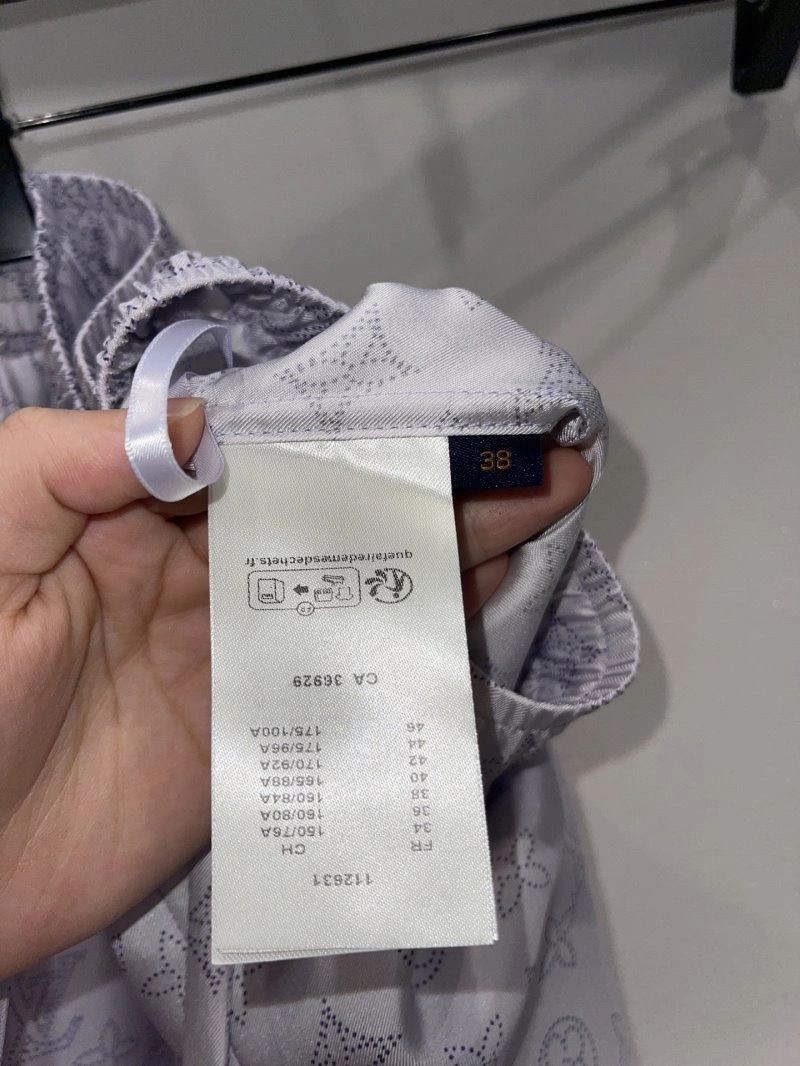 38
112631
FR CH
34 150/76A
36 160/80A
38 160/84A
40 165/88A
42 170/92A
44 175/96A
46 175/100A
CA 36929
FR
quefairedemesdechets.fr